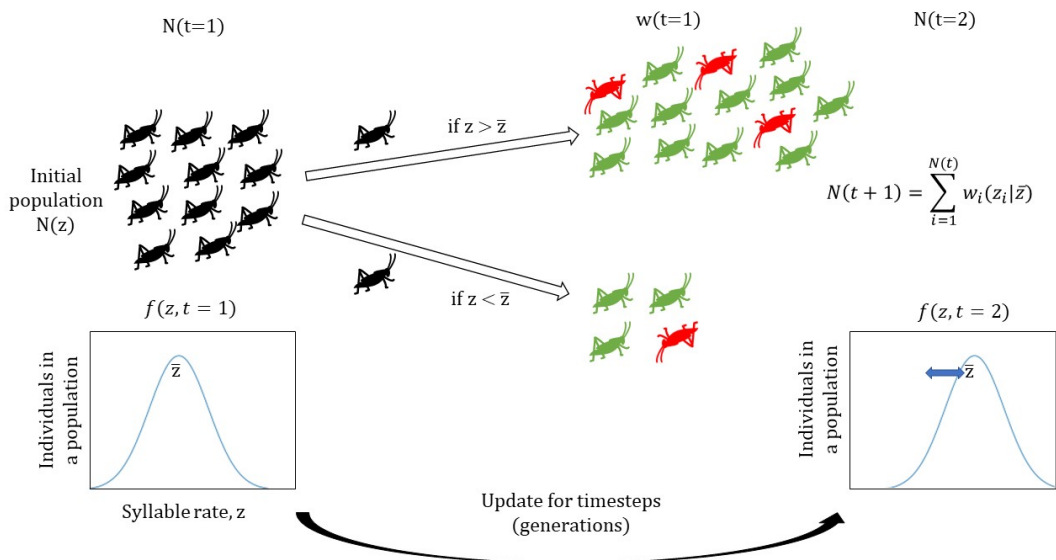 N(t=1)
w(t=1)
N(t=2)
if z > z̄
Initial
population
N(z)
N(t + 1) = \sum_{i=1}^{N(t)} w_i(z_i|z̄)
if z < z̄
f(z, t = 1)
f(z, t = 2)
Individuals in
a population
z̄
Individuals in
a population
z̄
Syllable rate, z
Update for timesteps
(generations)